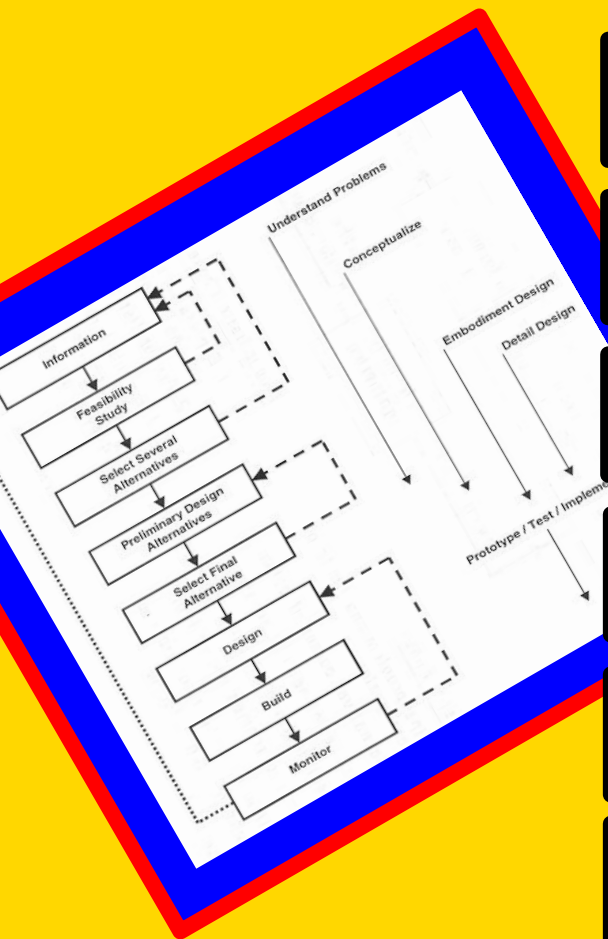 Understand Problems
Conceptualize
Embodiment Design
Detail Design
Prototype / Test / Impleme
Information
Feasibility
Study
Select Several
Alternatives
Preliminary Design
Alternatives
Select Final
Alternative
Design
Build
Monitor